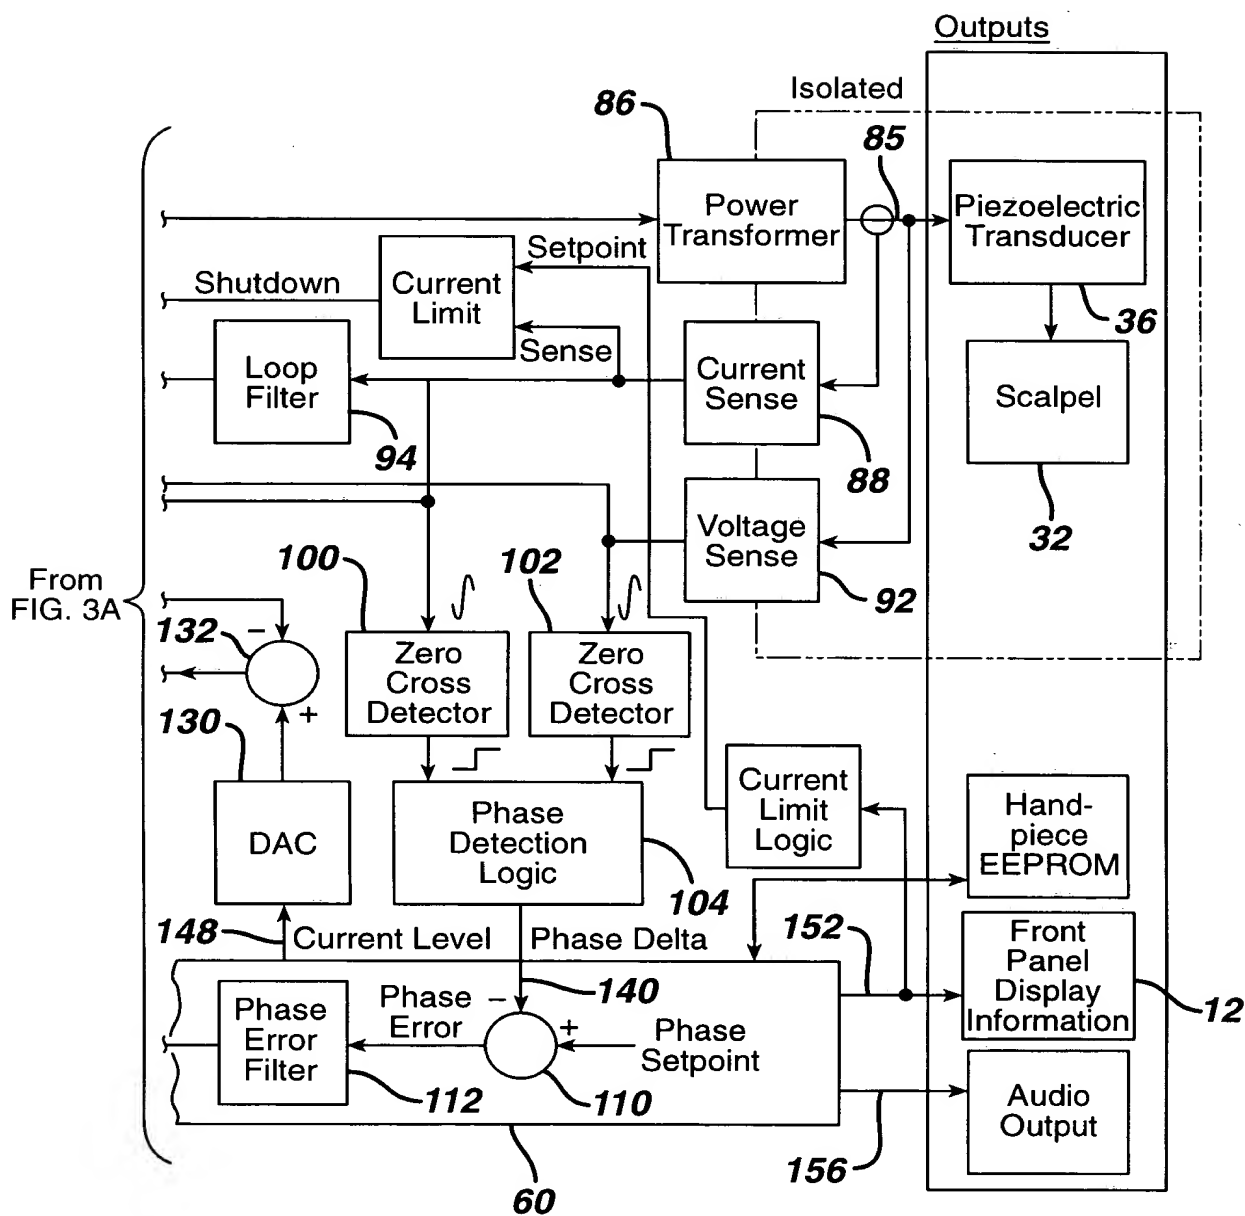 Outputs
Isolated
86
85
Power
Transformer
Piezoelectric
Transducer
36
Setpoint
Current
Limit
Shutdown
Sense
Loop
Filter
94
Current
Sense
88
Scalpel
32
Voltage
Sense
92
From
FIG. 3A
100
102
132
-
+
Zero
Cross
Detector
Zero
Cross
Detector
130
DAC
Phase
Detection
Logic
104
Current
Limit
Logic
Hand-
piece
EEPROM
148
Current Level
Phase Delta
152
140
Front
Panel
Display
Information
12
Phase
Error
Filter
112
Phase
Error
-
+
Phase
Setpoint
110
Audio
Output
156
60